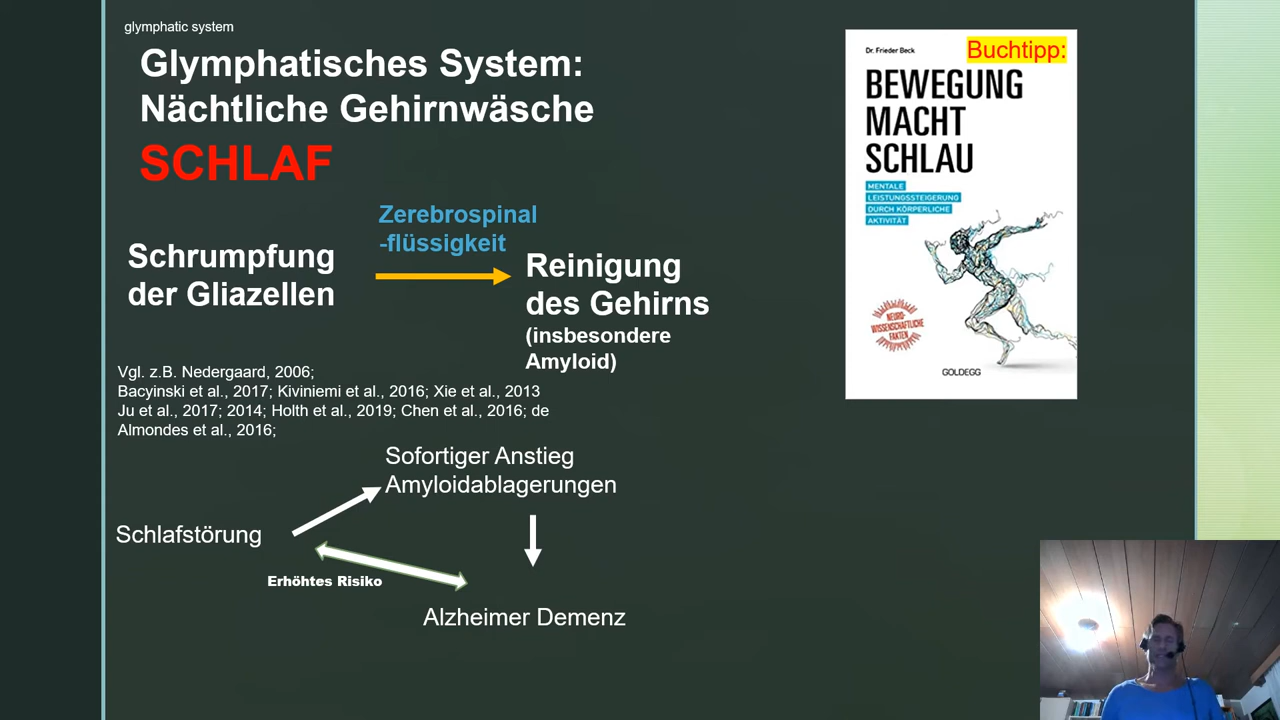 glymphatic system
Glymphatisches System:
Nächtliche Gehirnwäsche
SCHLAF
Zerebrospinal
-flüssigkeit
Schrumpfung
der Gliazellen
Reinigung
des Gehirns
(insbesondere
Amyloid)
Vgl. z.B. Nedergaard, 2006;
Bacyinski et al., 2017; Kiviniemi et al., 2016; Xie et al., 2013
Ju et al., 2017; 2014; Holth et al., 2019; Chen et al., 2016; de
Almondes et al., 2016;
Sofortiger Anstieg
Amyloidablagerungen
Schlafstörung
Erhöhtes Risiko
Alzheimer Demenz
Buchtipp:
Dr. Frieder Beck
BEWEGUNG
MACHT
SCHLAU
MENTALE
LEISTUNGSSTEIGERUNG
DURCH KÖRPERLICHE
AKTIVITÄT
NEURO-
WISSENSCHAFTLICHE
FAKTEN
GOLDEGG